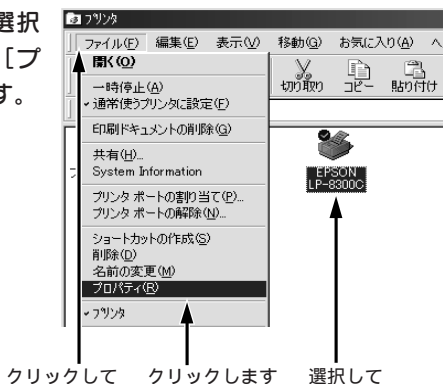 選択
[プ
す。
プリンタ
ファイル(F) 編集(E) 表示(V) 移動(G) お気に入り(A) ヘ
開く(O)
一時停止(A)
通常使うプリンタに設定(F)
印刷ドキュメントの削除(G)
共有(H)...
System Information
プリンタ ポートの割り当て(P)...
プリンタ ポートの解除(N)...
ショートカットの作成(S)
削除(D)
名前の変更(M)
プロパティ(R)
プリンタ
切り取り コピー 貼り付け
EPSON
LP-8300C
クリックして クリックします 選択して